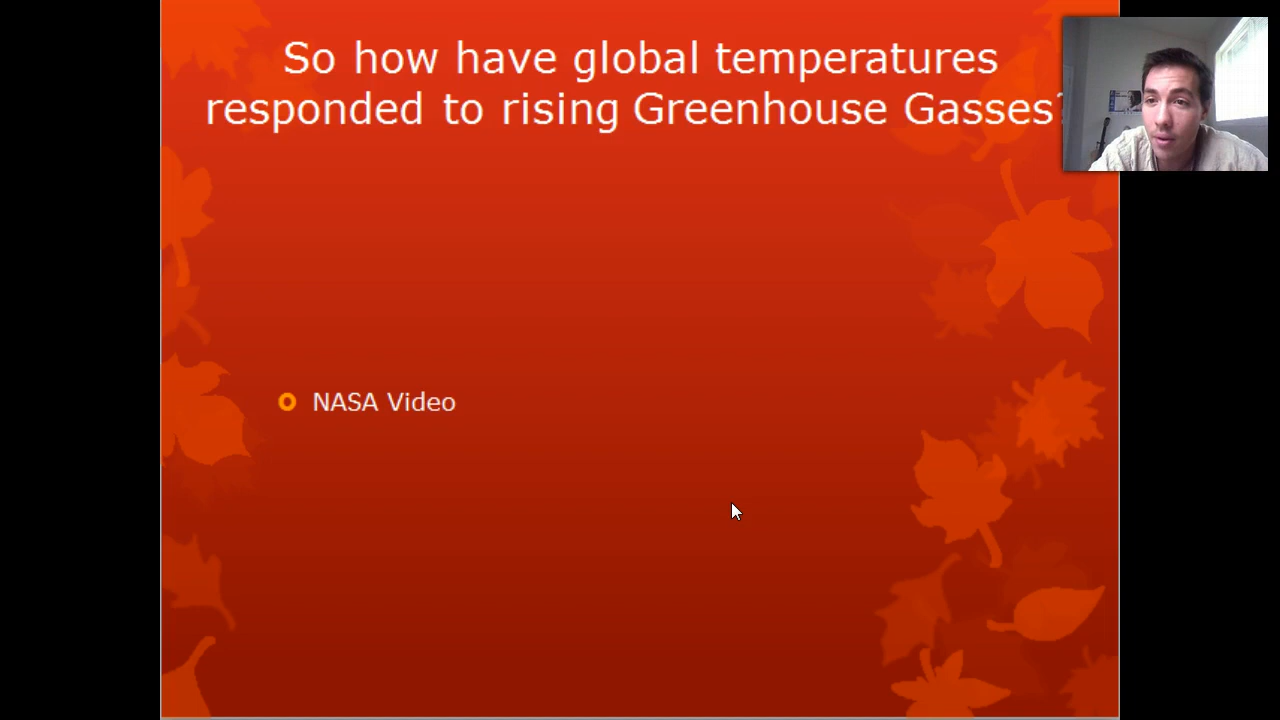 So how have global temperatures
responded to rising Greenhouse Gasses?
NASA Video